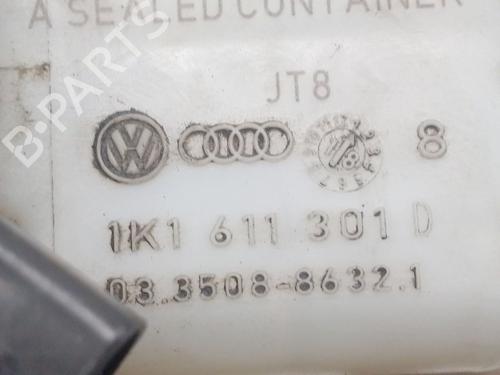 A SEALED CONTAINER
JT8
B-PARTS
8
1K1 611 301 D
03.3508-8632.1